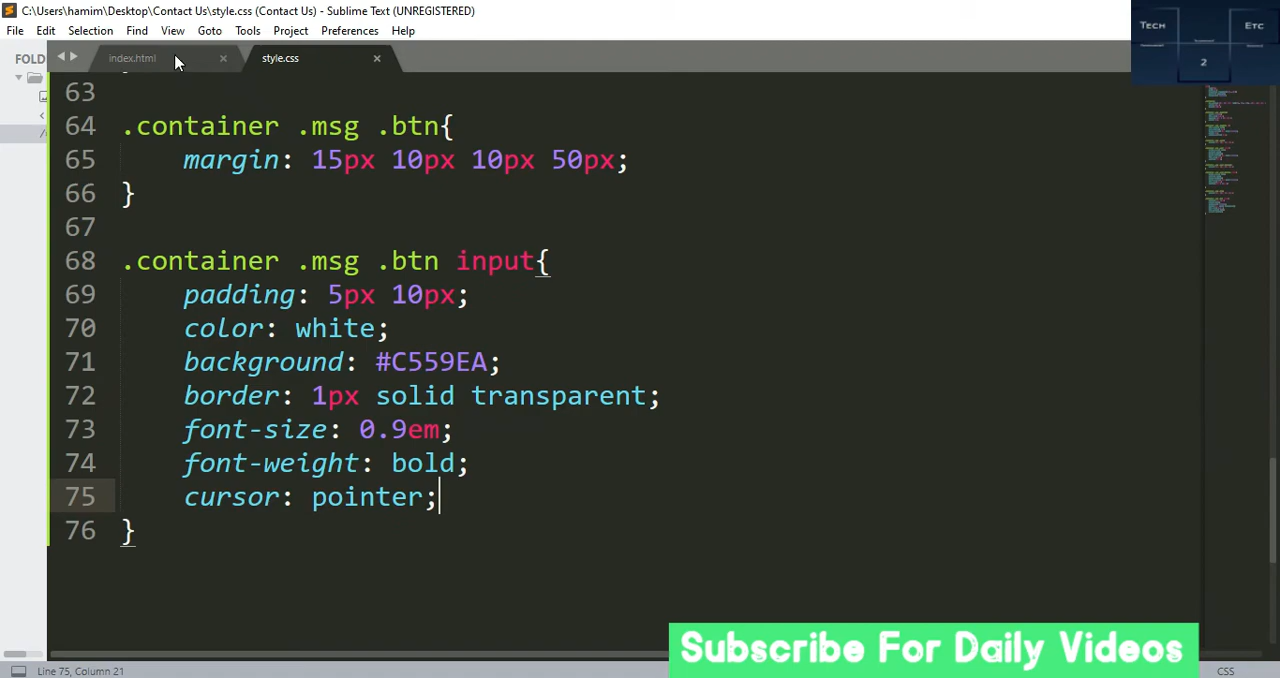 C:\Users\hamim\Desktop\Contact Us\style.css (Contact Us) - Sublime Text (UNREGISTERED)
File Edit Selection Find View Goto Tools Project Preferences Help
Tech Etc
2
FOLD
index.html × style.css ×
63
64 .container .msg .btn{
65 margin: 15px 10px 10px 50px;
66 }
67
68 .container .msg .btn input{
69 padding: 5px 10px;
70 color: white;
71 background: #C559EA;
72 border: 1px solid transparent;
73 font-size: 0.9em;
74 font-weight: bold;
75 cursor: pointer;
76 }
Subscribe For Daily Videos
Line 75, Column 21
CSS